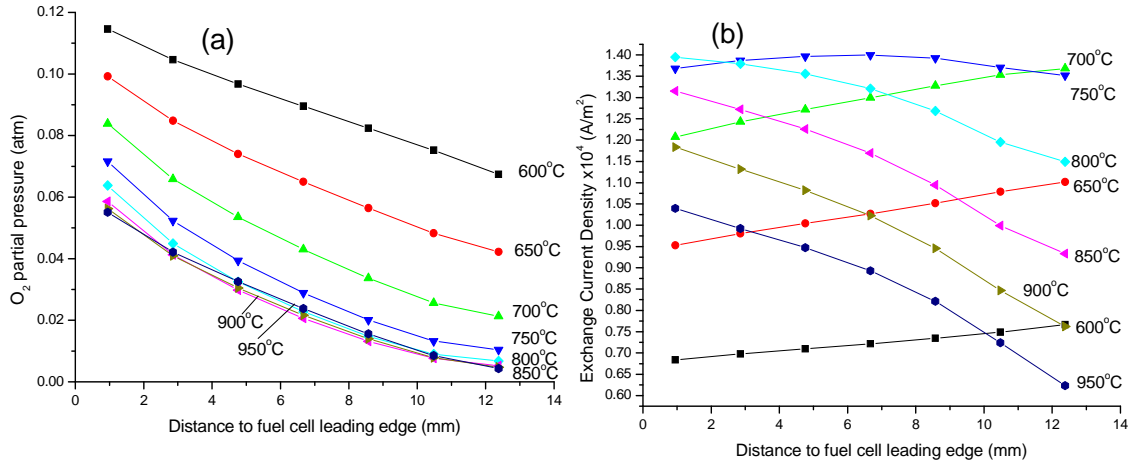 (a)
O₂ partial pressure (atm)
0.12
0.10
0.08
0.06
0.04
0.02
0.00
600°C
650°C
700°C
750°C
800°C
850°C
900°C
950°C
0 2 4 6 8 10 12 14
Distance to fuel cell leading edge (mm)
(b)
Exchange Current Density x10⁴ (A/m²)
1.40
1.35
1.30
1.25
1.20
1.15
1.10
1.05
1.00
0.95
0.90
0.85
0.80
0.75
0.70
0.65
0.60
700°C
750°C
800°C
650°C
850°C
900°C
600°C
950°C
0 2 4 6 8 10 12 14
Distance to fuel cell leading edge (mm)